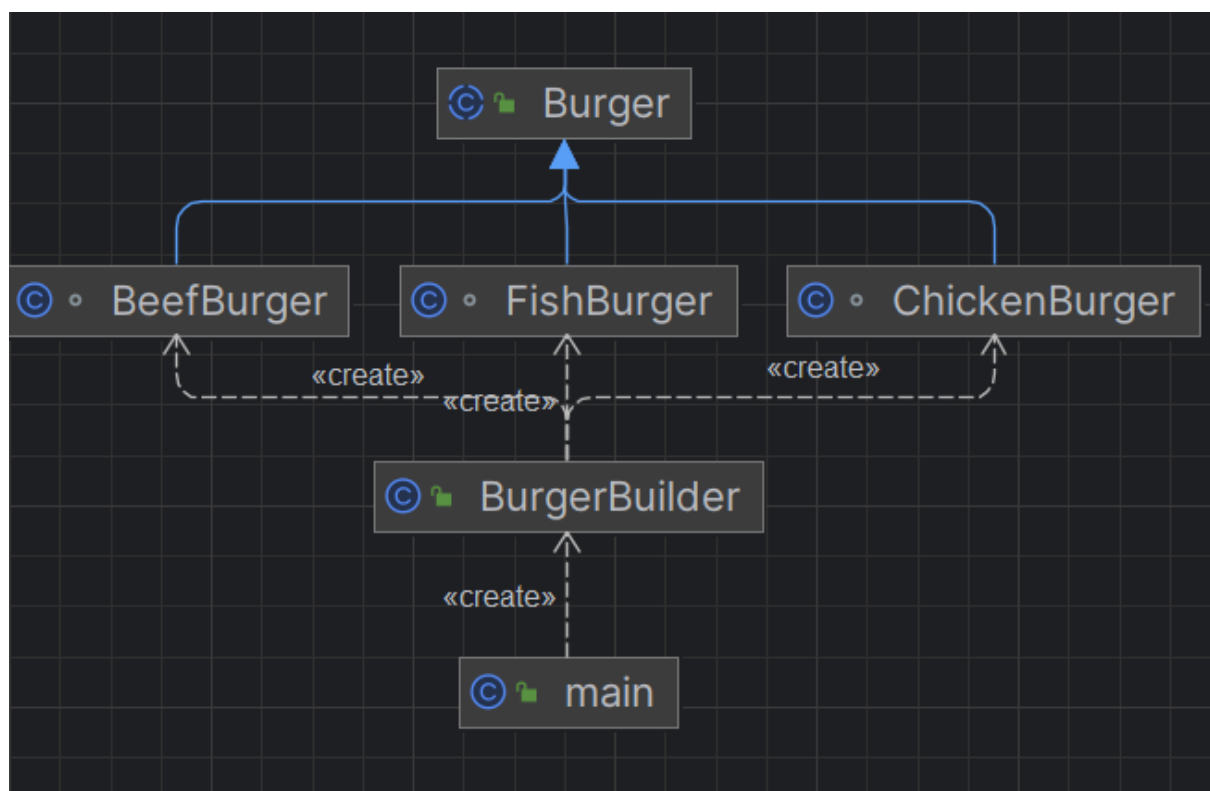 Burger
BeefBurger
FishBurger
ChickenBurger
«create»
«create»
«create»
BurgerBuilder
«create»
main